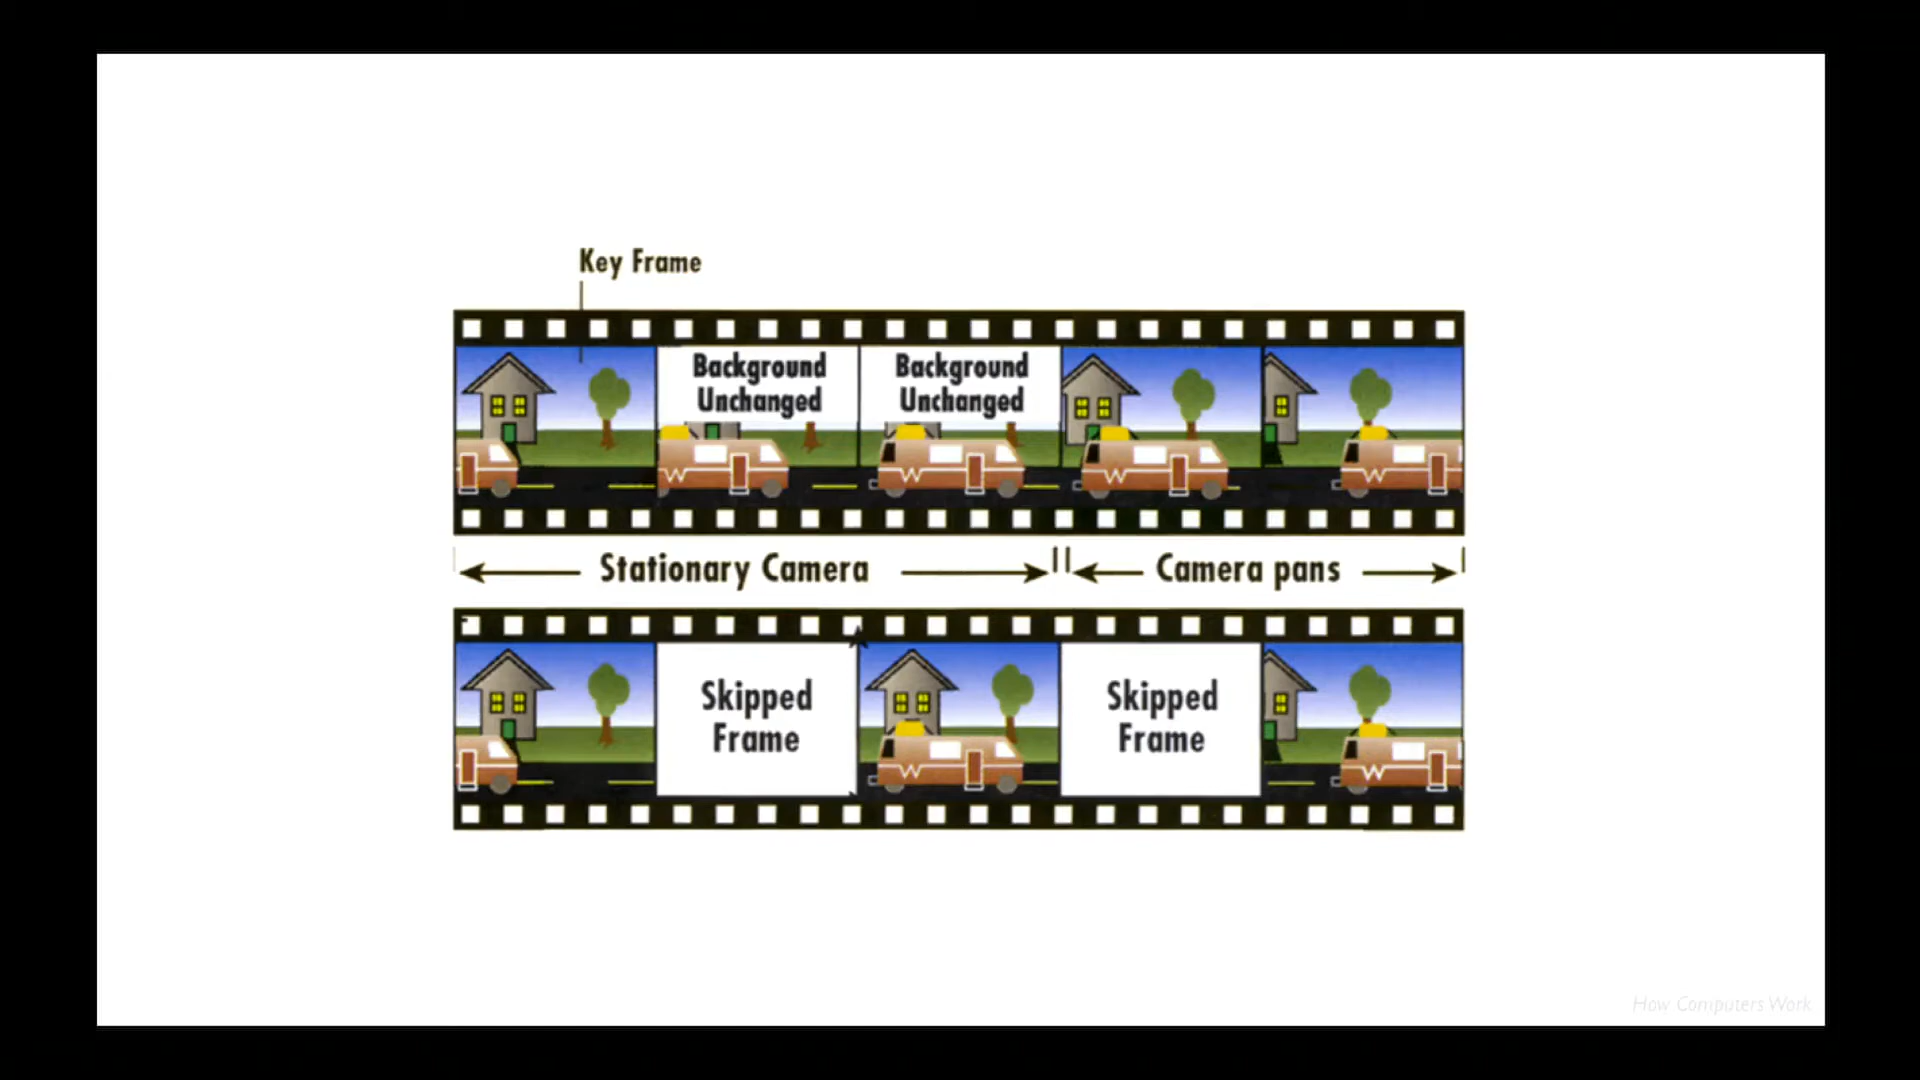 Key Frame
Background
Unchanged
Background
Unchanged
Stationary Camera
Camera pans
Skipped
Frame
Skipped
Frame
How Computers Work